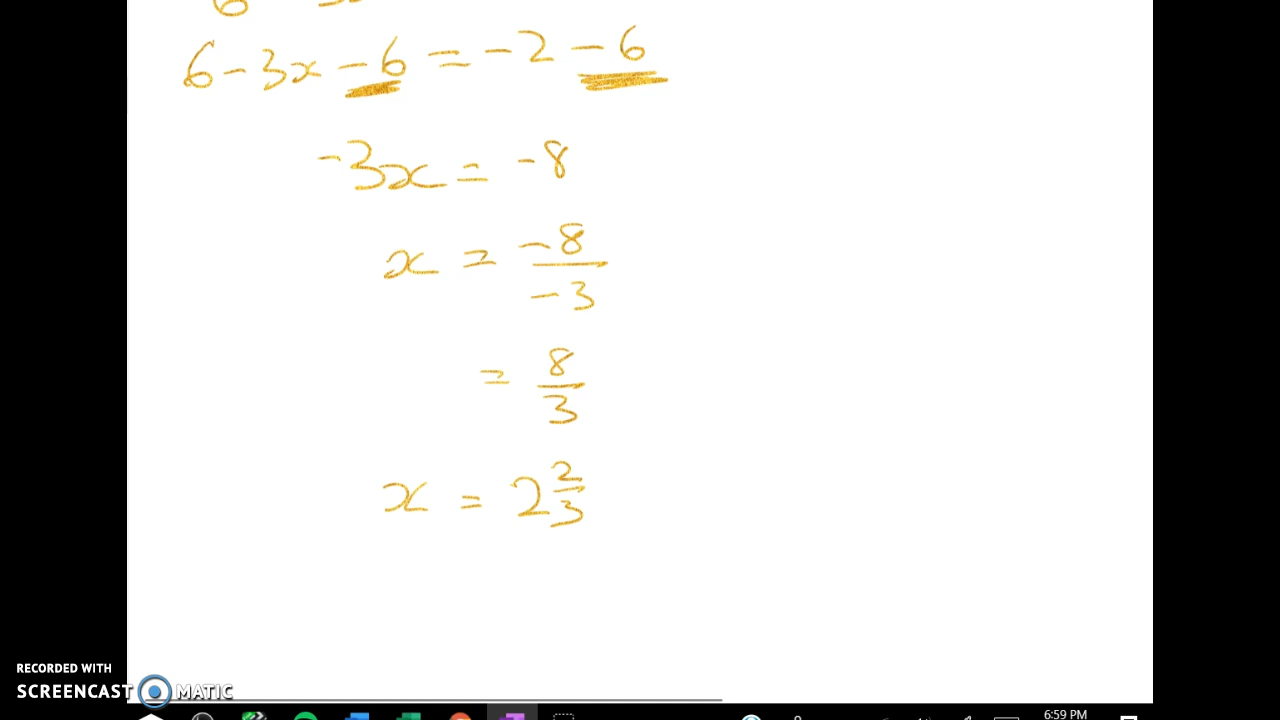 6 - 3x - 6 = -2 - 6
-3x = -8
x = -8/-3
= 8/3
x = 2 2/3
RECORDED WITH
SCREENCAST MATIC
6:59 PM